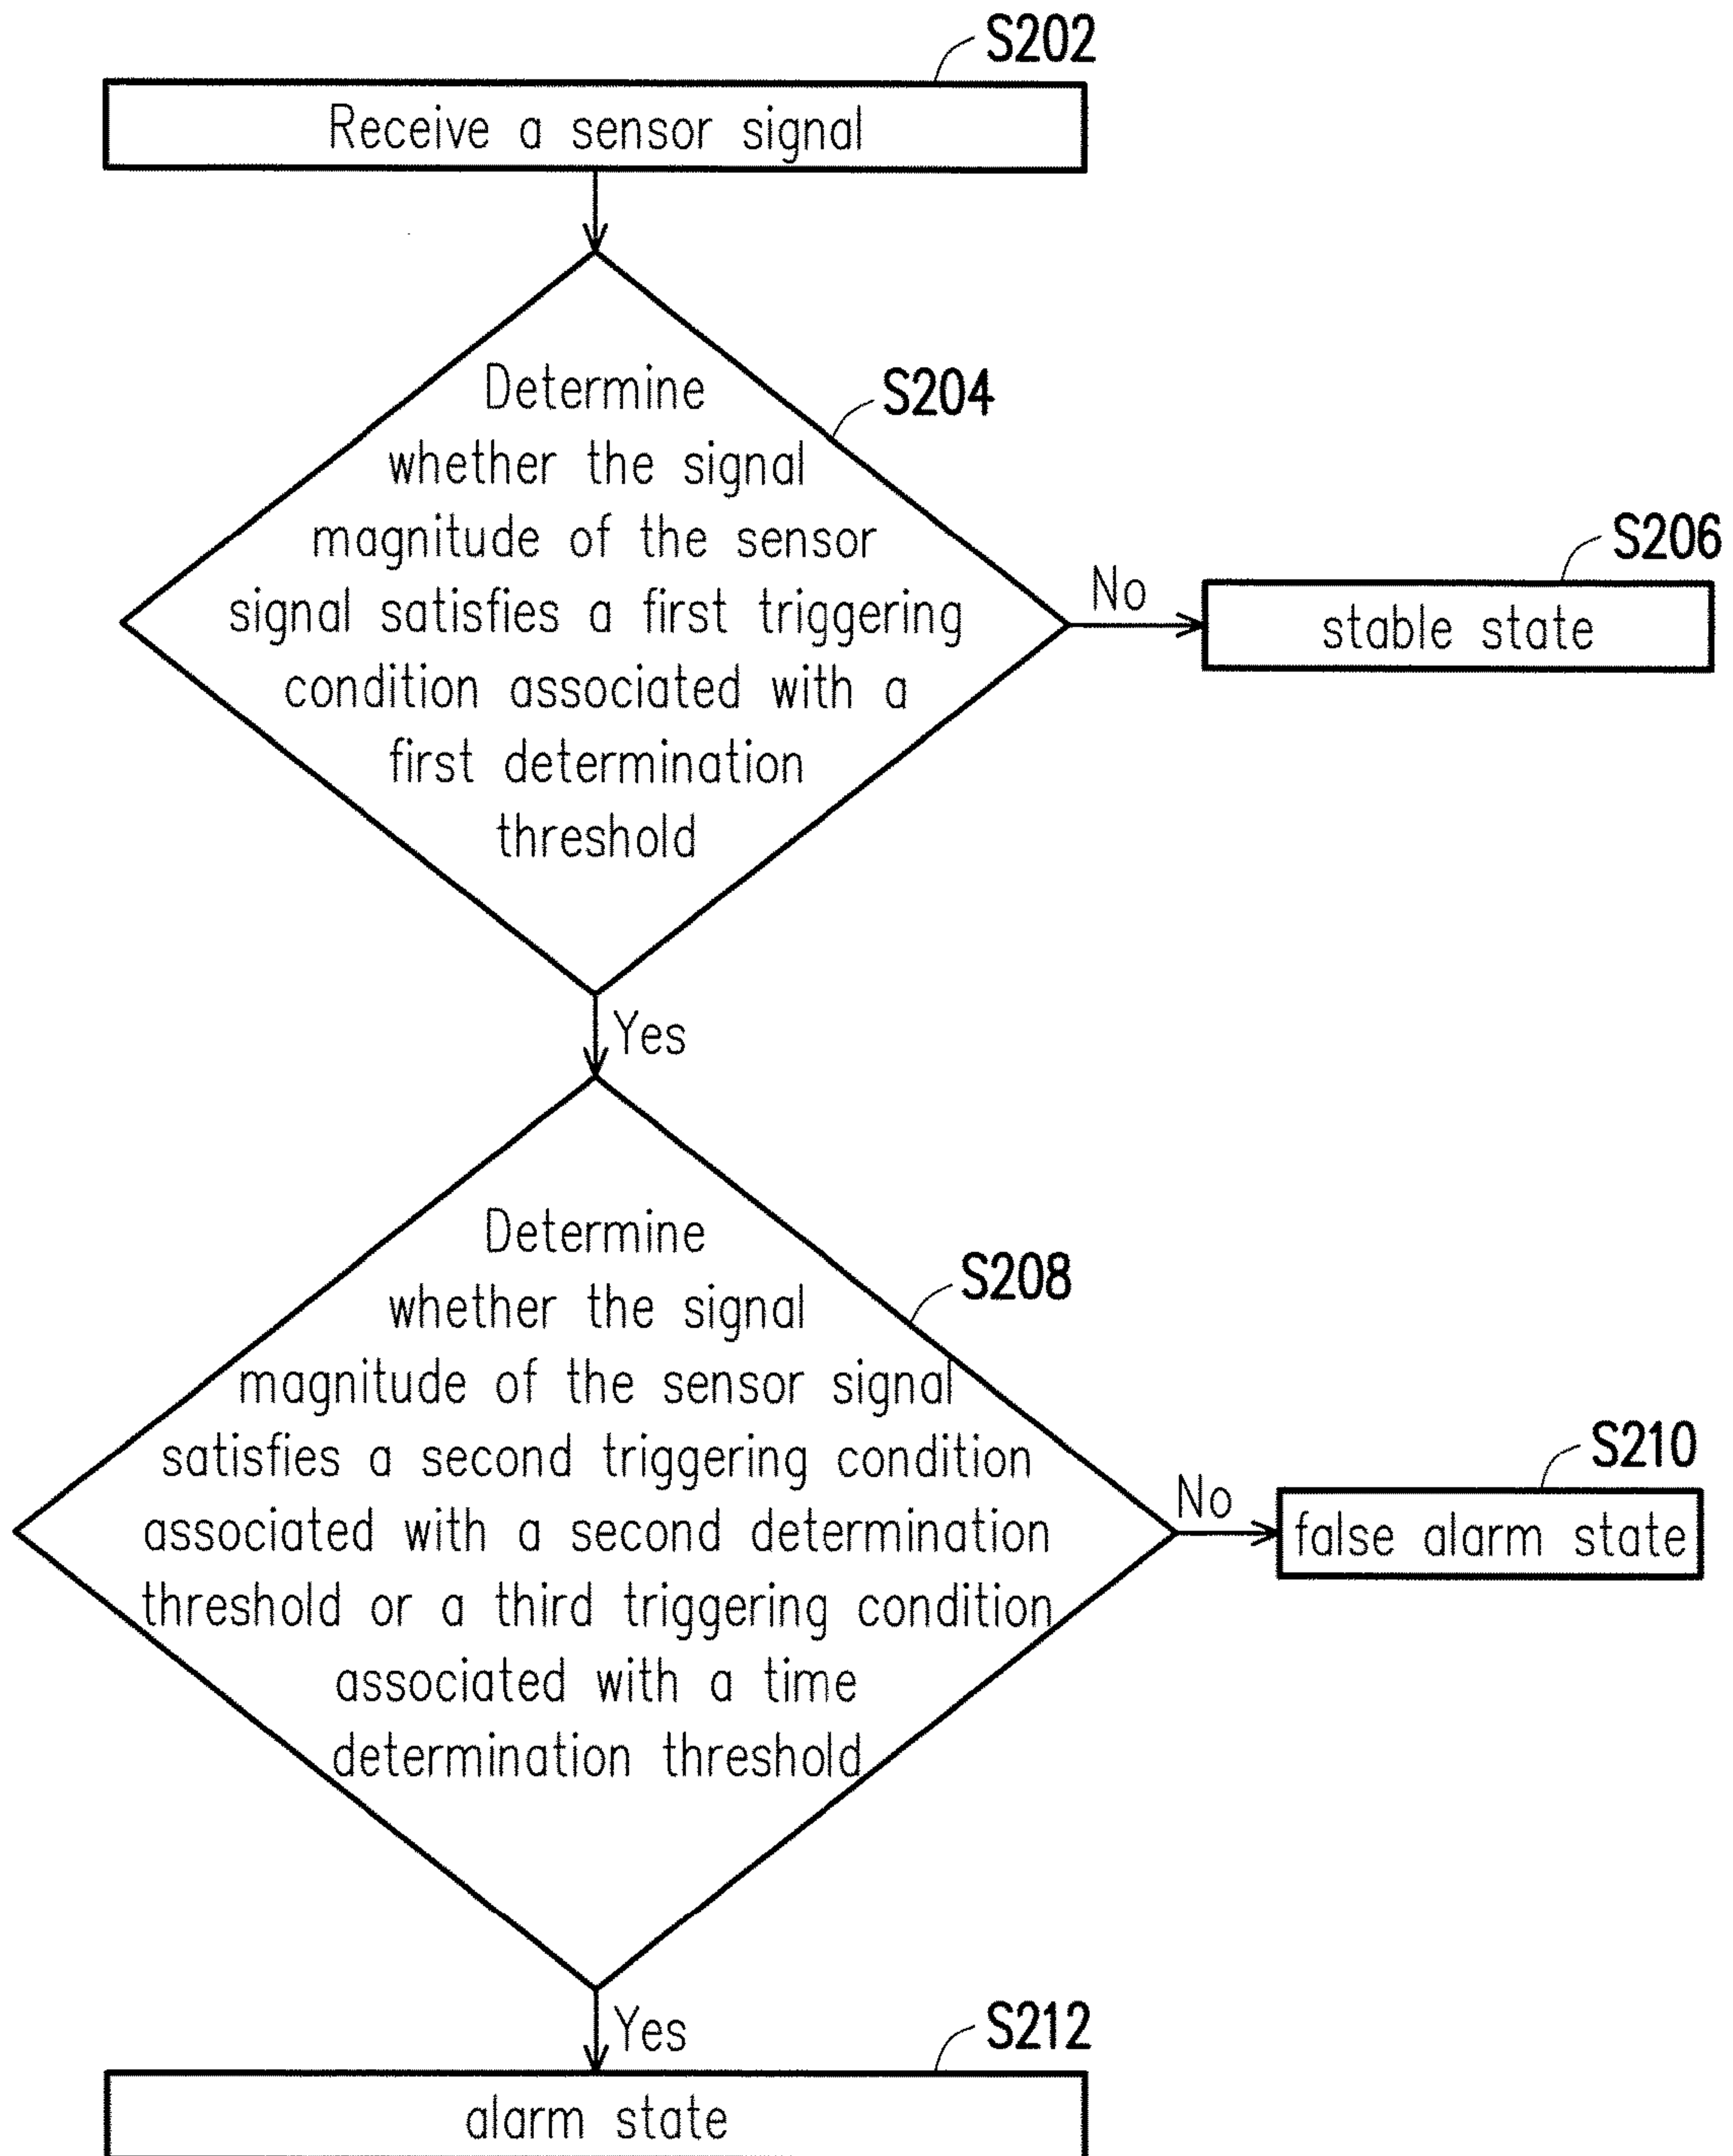 S202
Receive a sensor signal
Determine
whether the signal
magnitude of the sensor
signal satisfies a first triggering
condition associated with a
first determination
threshold
S204
No
S206
stable state
Yes
Determine
whether the signal
magnitude of the sensor signal
satisfies a second triggering condition
associated with a second determination
threshold or a third triggering condition
associated with a time
determination threshold
S208
No
S210
false alarm state
Yes
S212
alarm state